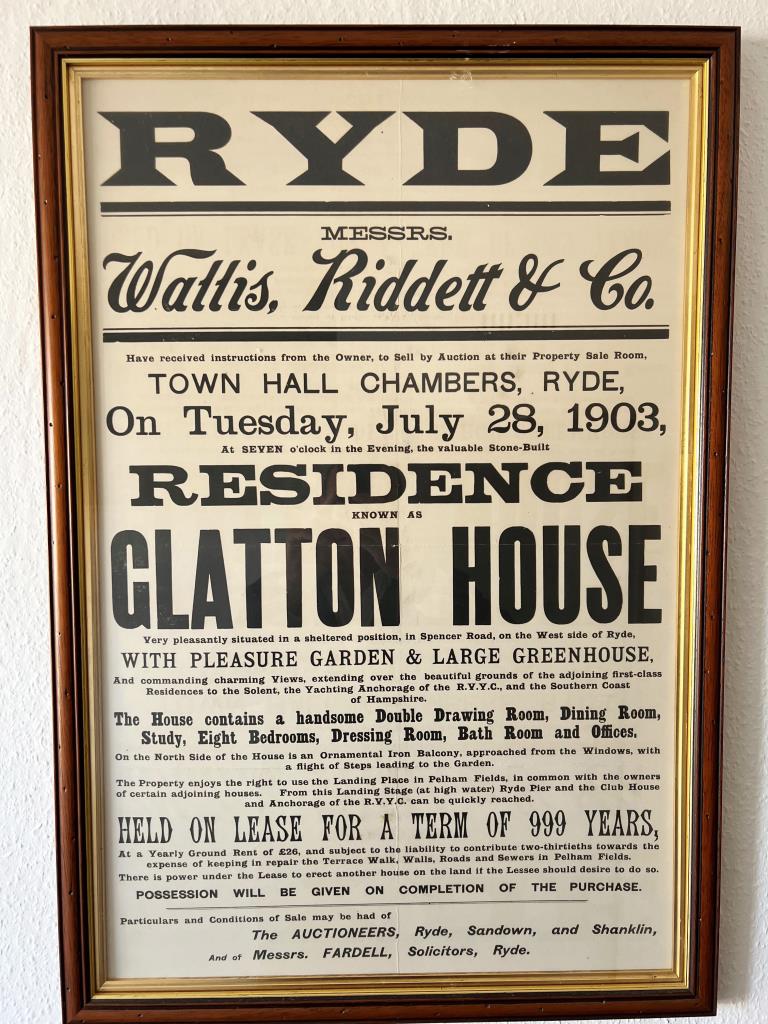 RYDE
MESSRS.
Wallis, Riddett & Co.
Have received instructions from the Owner, to Sell by Auction at their Property Sale Room,
TOWN HALL CHAMBERS, RYDE,
On Tuesday, July 28, 1903,
At SEVEN o'clock in the Evening, the valuable Stone-Built
RESIDENCE
KNOWN AS
GLATTON HOUSE
Very pleasantly situated in a sheltered position, in Spencer Road, on the West side of Ryde,
WITH PLEASURE GARDEN & LARGE GREENHOUSE,
And commanding charming Views, extending over the beautiful grounds of the adjoining first-class
Residences to the Solent, the Yachting Anchorage of the R.V.Y.C., and the Southern Coast
of Hampshire.
The House contains a handsome Double Drawing Room, Dining Room,
Study, Eight Bedrooms, Dressing Room, Bath Room and Offices.
On the North Side of the House is an Ornamental Iron Balcony, approached from the Windows, with
a flight of Steps leading to the Garden.
The Property enjoys the right to use the Landing Place in Pelham Fields, in common with the owners
of certain adjoining houses. From this Landing Stage (at high water) Ryde Pier and the Club House
and Anchorage of the R.V.Y.C. can be quickly reached.
HELD ON LEASE FOR A TERM OF 999 YEARS,
At a Yearly Ground Rent of £26, and subject to the liability to contribute two-thirtieths towards the
expense of keeping in repair the Terrace Walk, Walls, Roads and Sewers in Pelham Fields.
There is power under the Lease to erect another house on the land if the Lessee should desire to do so.
POSSESSION WILL BE GIVEN ON COMPLETION OF THE PURCHASE.
Particulars and Conditions of Sale may be had of
The AUCTIONEERS, Ryde, Sandown, and Shanklin,
And of Messrs. FARDELL, Solicitors, Ryde.